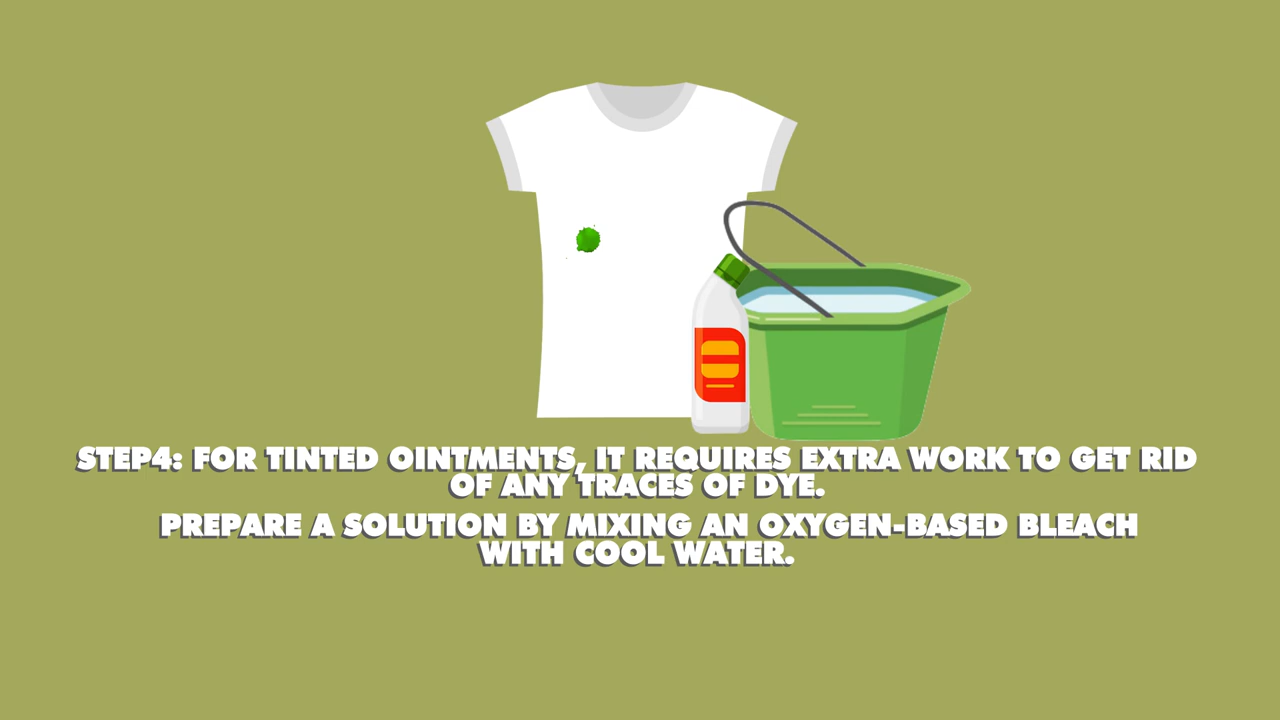 STEP4: FOR TINTED OINTMENTS, IT REQUIRES EXTRA WORK TO GET RID
OF ANY TRACES OF DYE.
PREPARE A SOLUTION BY MIXING AN OXYGEN-BASED BLEACH
WITH COOL WATER.